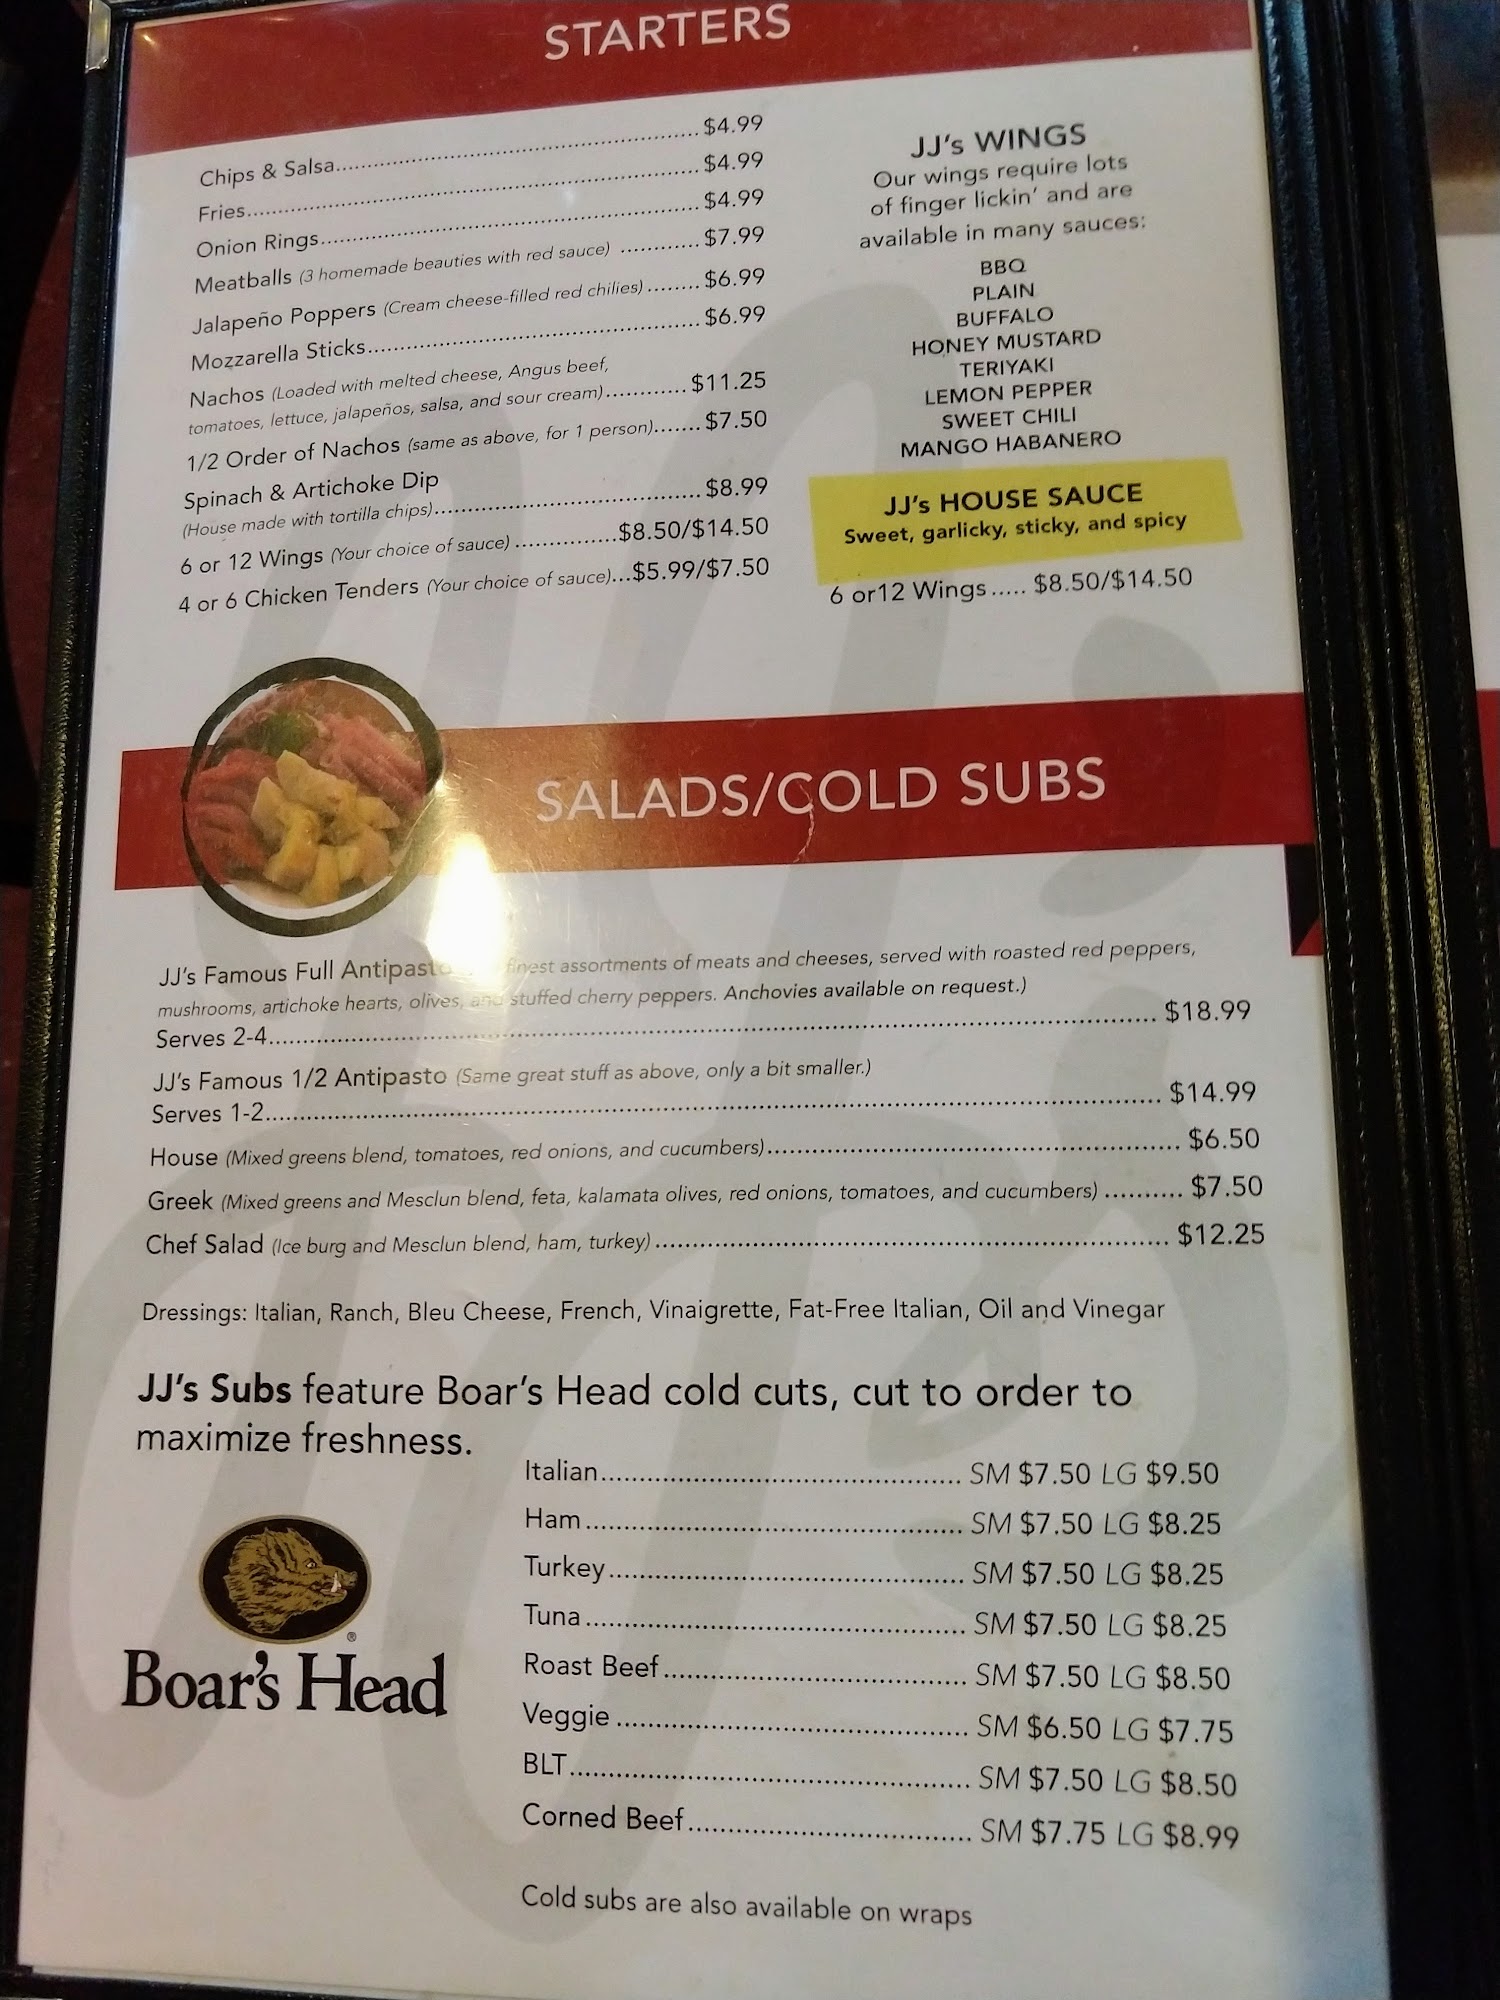 STARTERS
Chips & Salsa.....$4.99
Fries.....$4.99
Onion Rings.....$4.99
Meatballs (3 homemade beauties with red sauce) .....$7.99
Jalapeño Poppers (Cream cheese-filled red chilies).....$6.99
Mozzarella Sticks.....$6.99
Nachos (Loaded with melted cheese, Angus beef,
tomatoes, lettuce, jalapeños, salsa, and sour cream).....$11.25
1/2 Order of Nachos (same as above, for 1 person).....$7.50
Spinach & Artichoke Dip
(House made with tortilla chips).....$8.99
6 or 12 Wings (Your choice of sauce) .....$8.50/$14.50
4 or 6 Chicken Tenders (Your choice of sauce)...$5.99/$7.50
JJ's WINGS
Our wings require lots
of finger lickin' and are
available in many sauces:
BBQ
PLAIN
BUFFALO
HONEY MUSTARD
TERIYAKI
LEMON PEPPER
SWEET CHILI
MANGO HABANERO
JJ's HOUSE SAUCE
Sweet, garlicky, sticky, and spicy
6 or12 Wings..... $8.50/$14.50
SALADS/COLD SUBS
JJ's Famous Full Antipasto finest assortments of meats and cheeses, served with roasted red peppers,
mushrooms, artichoke hearts, olives, and stuffed cherry peppers. Anchovies available on request.)
Serves 2-4.....$18.99
JJ's Famous 1/2 Antipasto (Same great stuff as above, only a bit smaller.)
Serves 1-2.....$14.99
House (Mixed greens blend, tomatoes, red onions, and cucumbers).....$6.50
Greek (Mixed greens and Mesclun blend, feta, kalamata olives, red onions, tomatoes, and cucumbers) .....$7.50
Chef Salad (Ice burg and Mesclun blend, ham, turkey).....$12.25
Dressings: Italian, Ranch, Bleu Cheese, French, Vinaigrette, Fat-Free Italian, Oil and Vinegar
JJ's Subs feature Boar's Head cold cuts, cut to order to
maximize freshness.
Boar's Head®
Italian..... SM $7.50 LG $9.50
Ham..... SM $7.50 LG $8.25
Turkey..... SM $7.50 LG $8.25
Tuna..... SM $7.50 LG $8.25
Roast Beef..... SM $7.50 LG $8.50
Veggie..... SM $6.50 LG $7.75
BLT..... SM $7.50 LG $8.50
Corned Beef..... SM $7.75 LG $8.99
Cold subs are also available on wraps